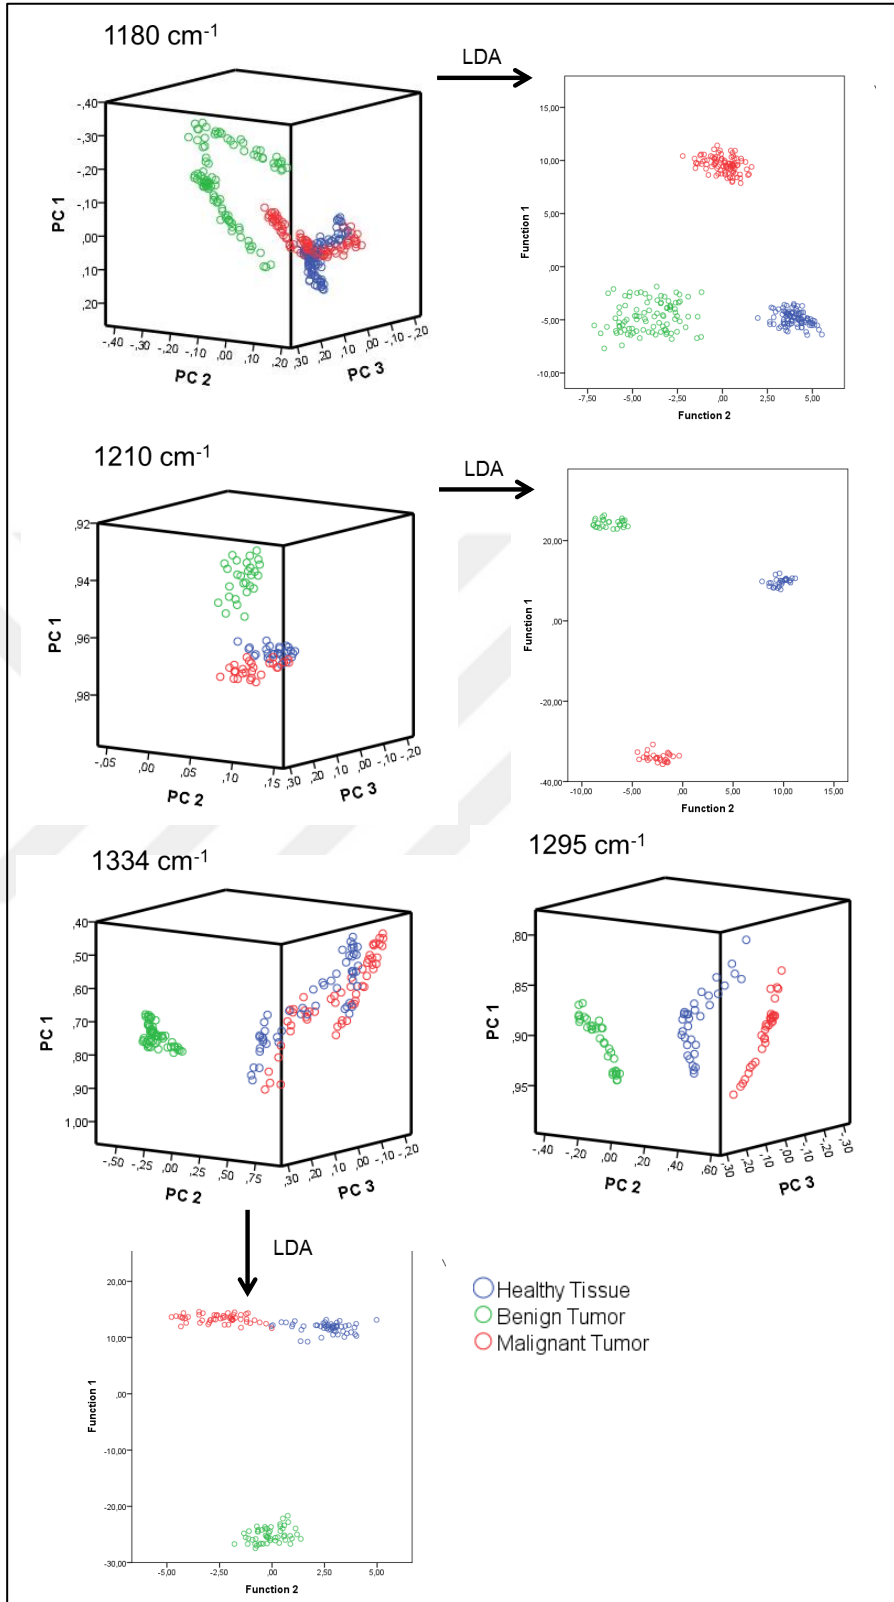 1180 cm-1
LDA
-,40
-,30
-,20
-,10
,00
,10
,20
PC 1
-,40 -,30 -,20 -,10 ,00 ,10 ,20
PC 2
,30 ,20 ,10 ,00 -,10 -,20
PC 3
15,00
10,00
5,00
,00
-5,00
-10,00
Function 1
-7,50 -5,00 -2,50 ,00 2,50 5,00
Function 2
1210 cm-1
LDA
,92
,94
,96
,98
PC 1
-,05 ,00 ,05 ,10 ,15
PC 2
,30 ,20 ,10 ,00 -,10 -,20
PC 3
20,00
,00
-20,00
-40,00
Function 1
-10,00 -5,00 ,00 5,00 10,00 15,00
Function 2
1334 cm-1
,40
,50
,60
,70
,80
,90
1,00
PC 1
-,50 -,25 ,00 ,25 ,50 ,75
PC 2
,30 ,20 ,10 ,00 -,10 -,20
PC 3
1295 cm-1
,80
,85
,90
,95
PC 1
-,40 -,20 ,00 ,20 ,40 ,60
PC 2
,30 ,20 ,10 ,00 -,10 -,20 -,30
PC 3
LDA
20,00
10,00
,00
-10,00
-20,00
-30,00
Function 1
-5,00 -2,50 ,00 2,50 5,00
Function 2
Healthy Tissue
Benign Tumor
Malignant Tumor